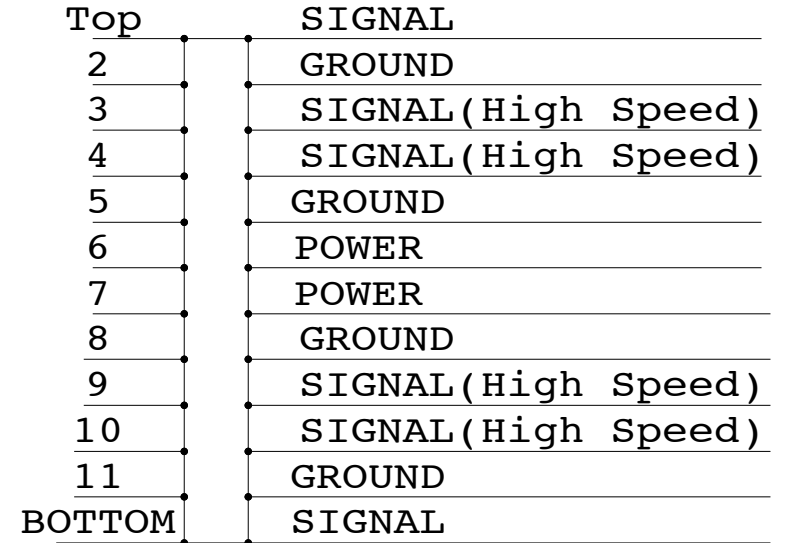 Top SIGNAL
2 GROUND
3 SIGNAL(High Speed)
4 SIGNAL(High Speed)
5 GROUND
6 POWER
7 POWER
8 GROUND
9 SIGNAL(High Speed)
10 SIGNAL(High Speed)
11 GROUND
BOTTOM SIGNAL